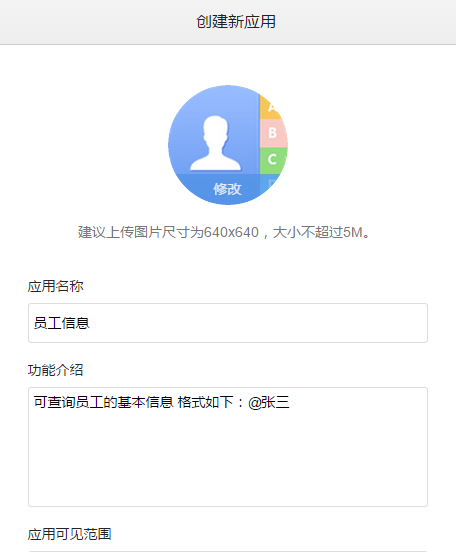 创建新应用
A
B
C
修改
建议上传图片尺寸为640x640，大小不超过5M。
应用名称
员工信息
功能介绍
可查询员工的基本信息 格式如下：@张三
应用可见范围